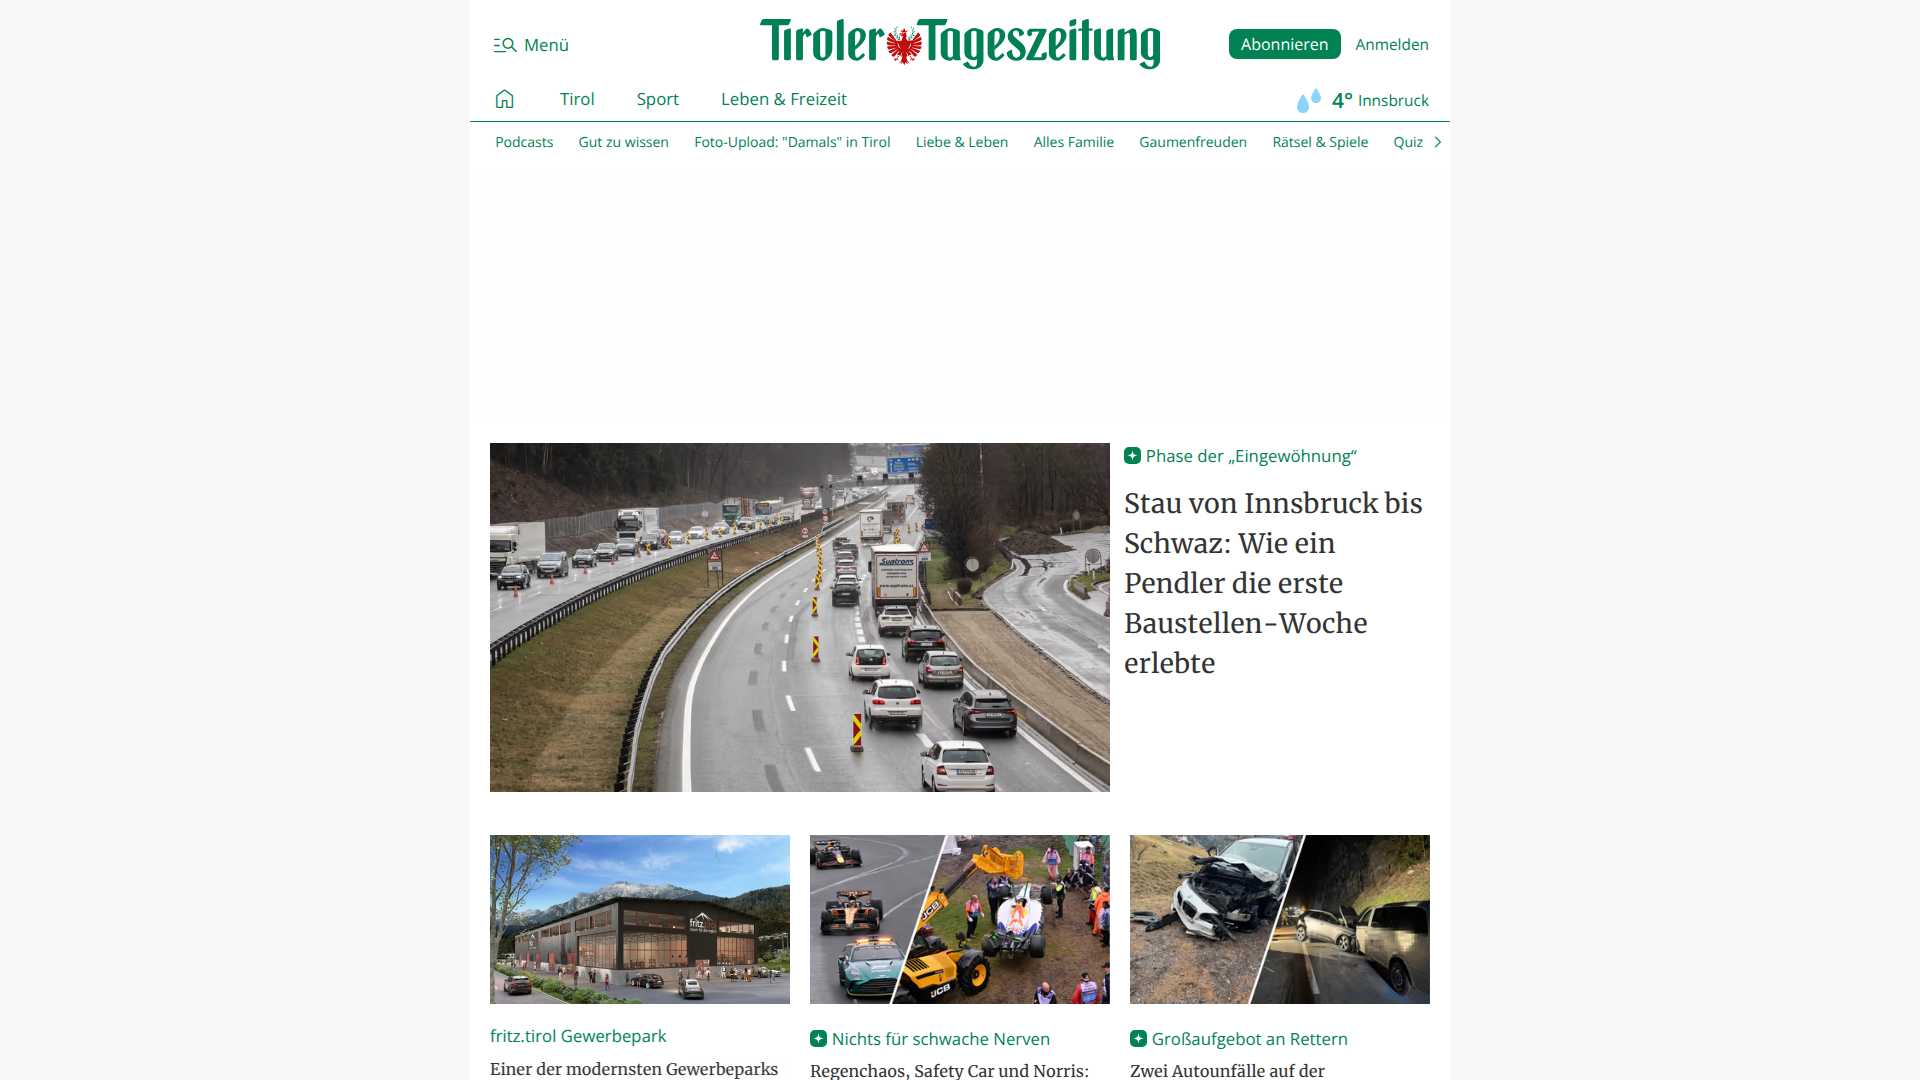 Menü
Tiroler Tageszeitung
Abonnieren
Anmelden
Tirol
Sport
Leben & Freizeit
4° Innsbruck
Podcasts
Gut zu wissen
Foto-Upload: "Damals" in Tirol
Liebe & Leben
Alles Familie
Gaumenfreuden
Rätsel & Spiele
Quiz
Phase der „Eingewöhnung“
Stau von Innsbruck bis
Schwaz: Wie ein
Pendler die erste
Baustellen-Woche
erlebte
fritz
JCB
JCB
fritz.tirol Gewerbepark
Einer der modernsten Gewerbeparks
Nichts für schwache Nerven
Regenchaos, Safety Car und Norris:
Großaufgebot an Rettern
Zwei Autounfälle auf der